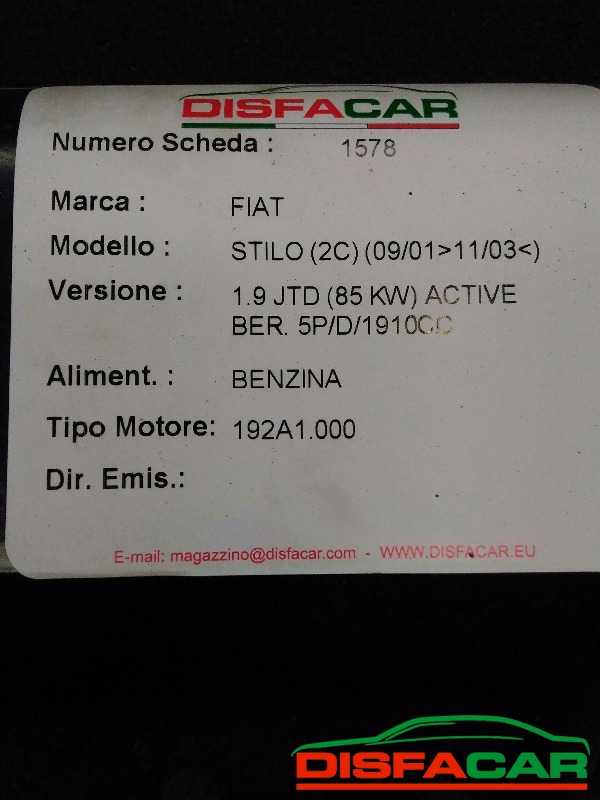 DISFACAR
Numero Scheda : 1578
Marca : FIAT
Modello : STILO (2C) (09/01>11/03<)
Versione : 1.9 JTD (85 KW) ACTIVE
BER. 5P/D/1910CC
Aliment. : BENZINA
Tipo Motore: 192A1.000
Dir. Emis.:
E-mail: magazzino@disfacar.com - WWW.DISFACAR.EU
DISFACAR